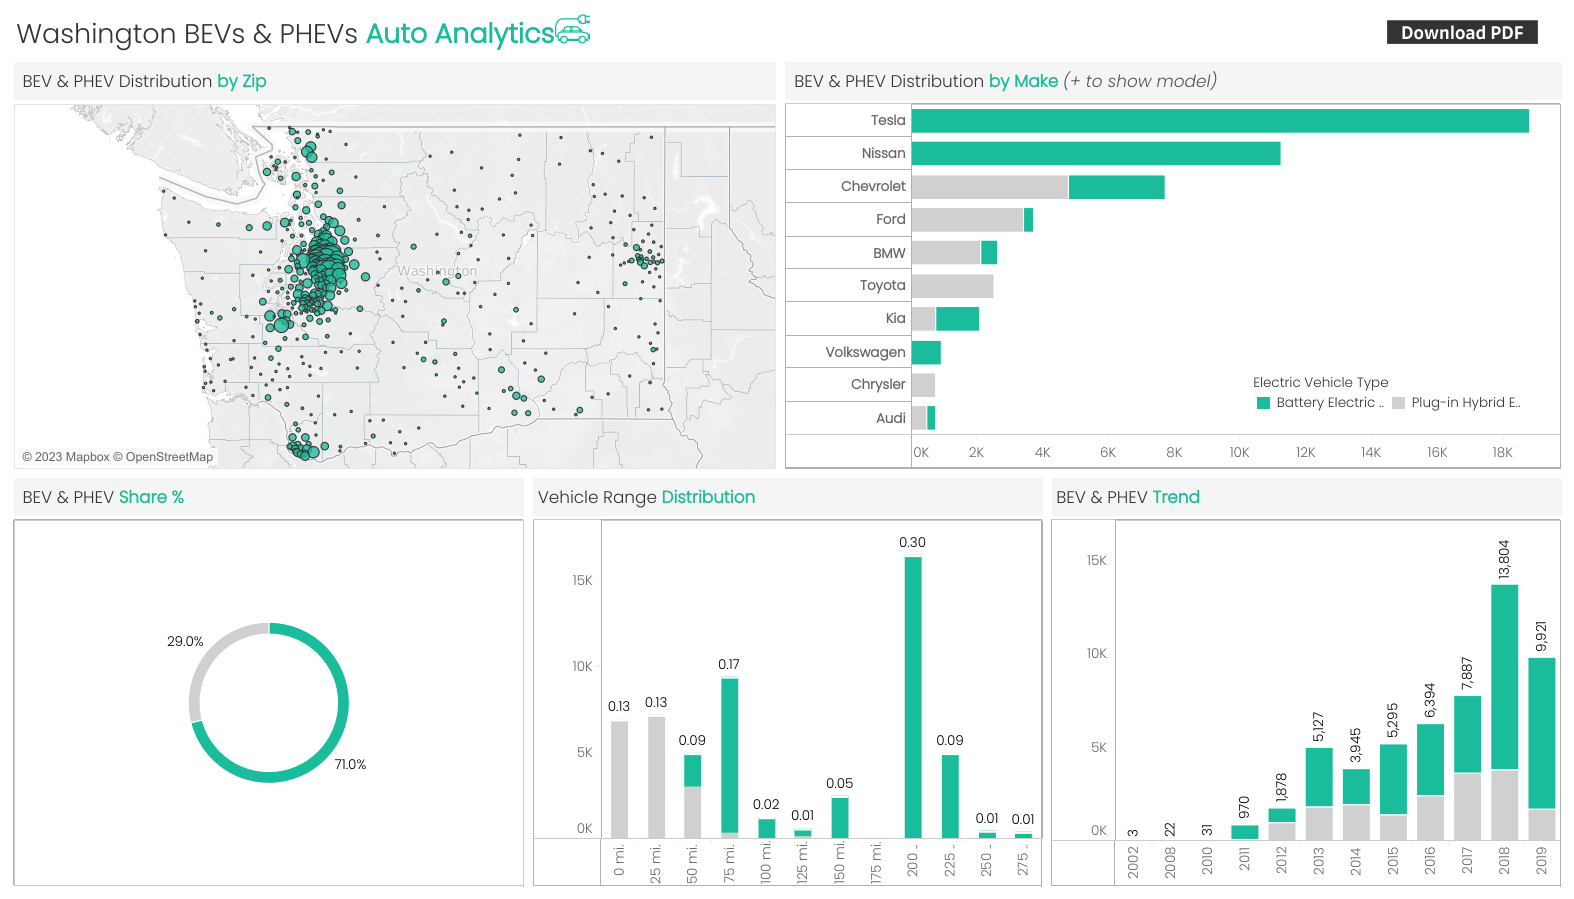 Washington BEVs & PHEVs Auto Analytics
Download PDF
BEV & PHEV Distribution by Zip
Washington
© 2023 Mapbox © OpenStreetMap
BEV & PHEV Distribution by Make (+ to show model)
Tesla
Nissan
Chevrolet
Ford
BMW
Toyota
Kia
Volkswagen
Chrysler
Audi
Electric Vehicle Type
Battery Electric .. Plug-in Hybrid E..
0K 2K 4K 6K 8K 10K 12K 14K 16K 18K
BEV & PHEV Share %
29.0%
71.0%
Vehicle Range Distribution
15K
10K
5K
0K
0.13 0.13 0.09 0.17 0.02 0.01 0.05 0.30 0.09 0.01 0.01
0 mi. 25 mi. 50 mi. 75 mi. 100 mi. 125 mi. 150 mi. 175 mi. 200 .. 225 .. 250 .. 275 ..
BEV & PHEV Trend
15K
10K
5K
0K
3 22 31 970 1,878 5,127 3,945 5,295 6,394 7,887 13,804 9,921
2002 2008 2010 2011 2012 2013 2014 2015 2016 2017 2018 2019